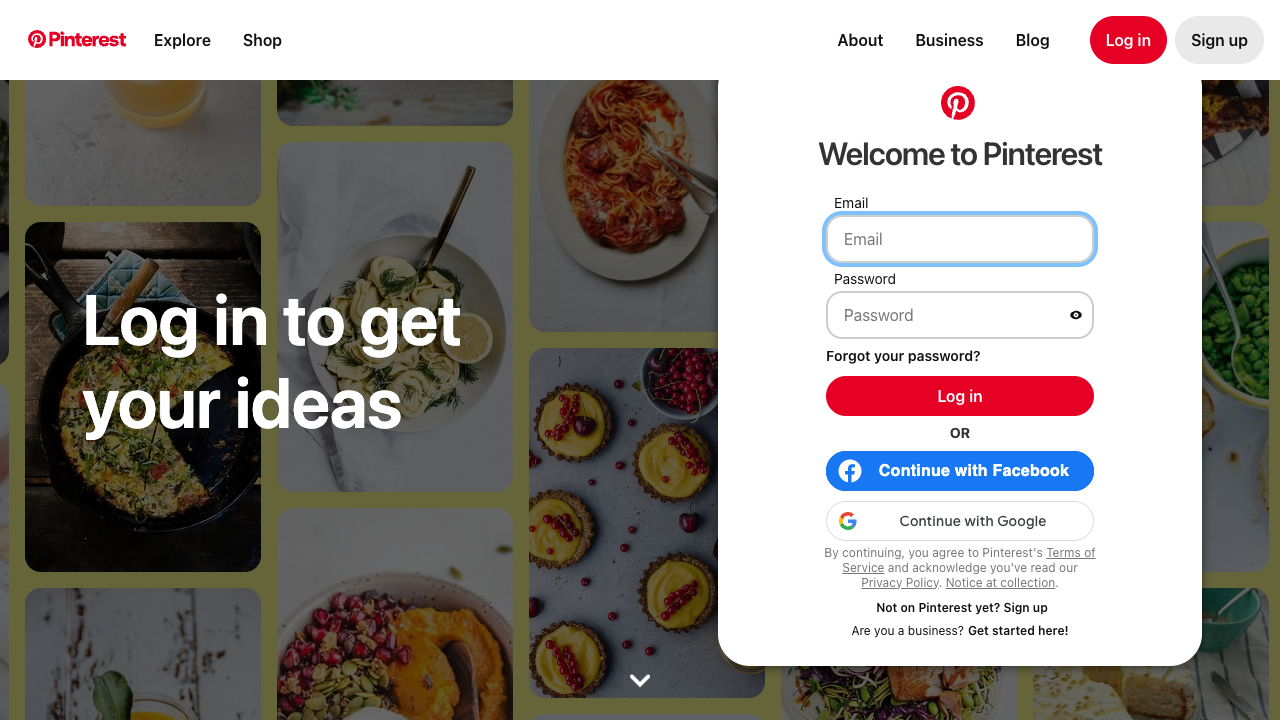 Pinterest
Explore
Shop
About
Business
Blog
Log in
Sign up
Log in to get
your ideas
Welcome to Pinterest
Email
Email
Password
Password
Forgot your password?
Log in
OR
Continue with Facebook
Continue with Google
By continuing, you agree to Pinterest's Terms of
Service and acknowledge you've read our
Privacy Policy. Notice at collection.
Not on Pinterest yet? Sign up
Are you a business? Get started here!